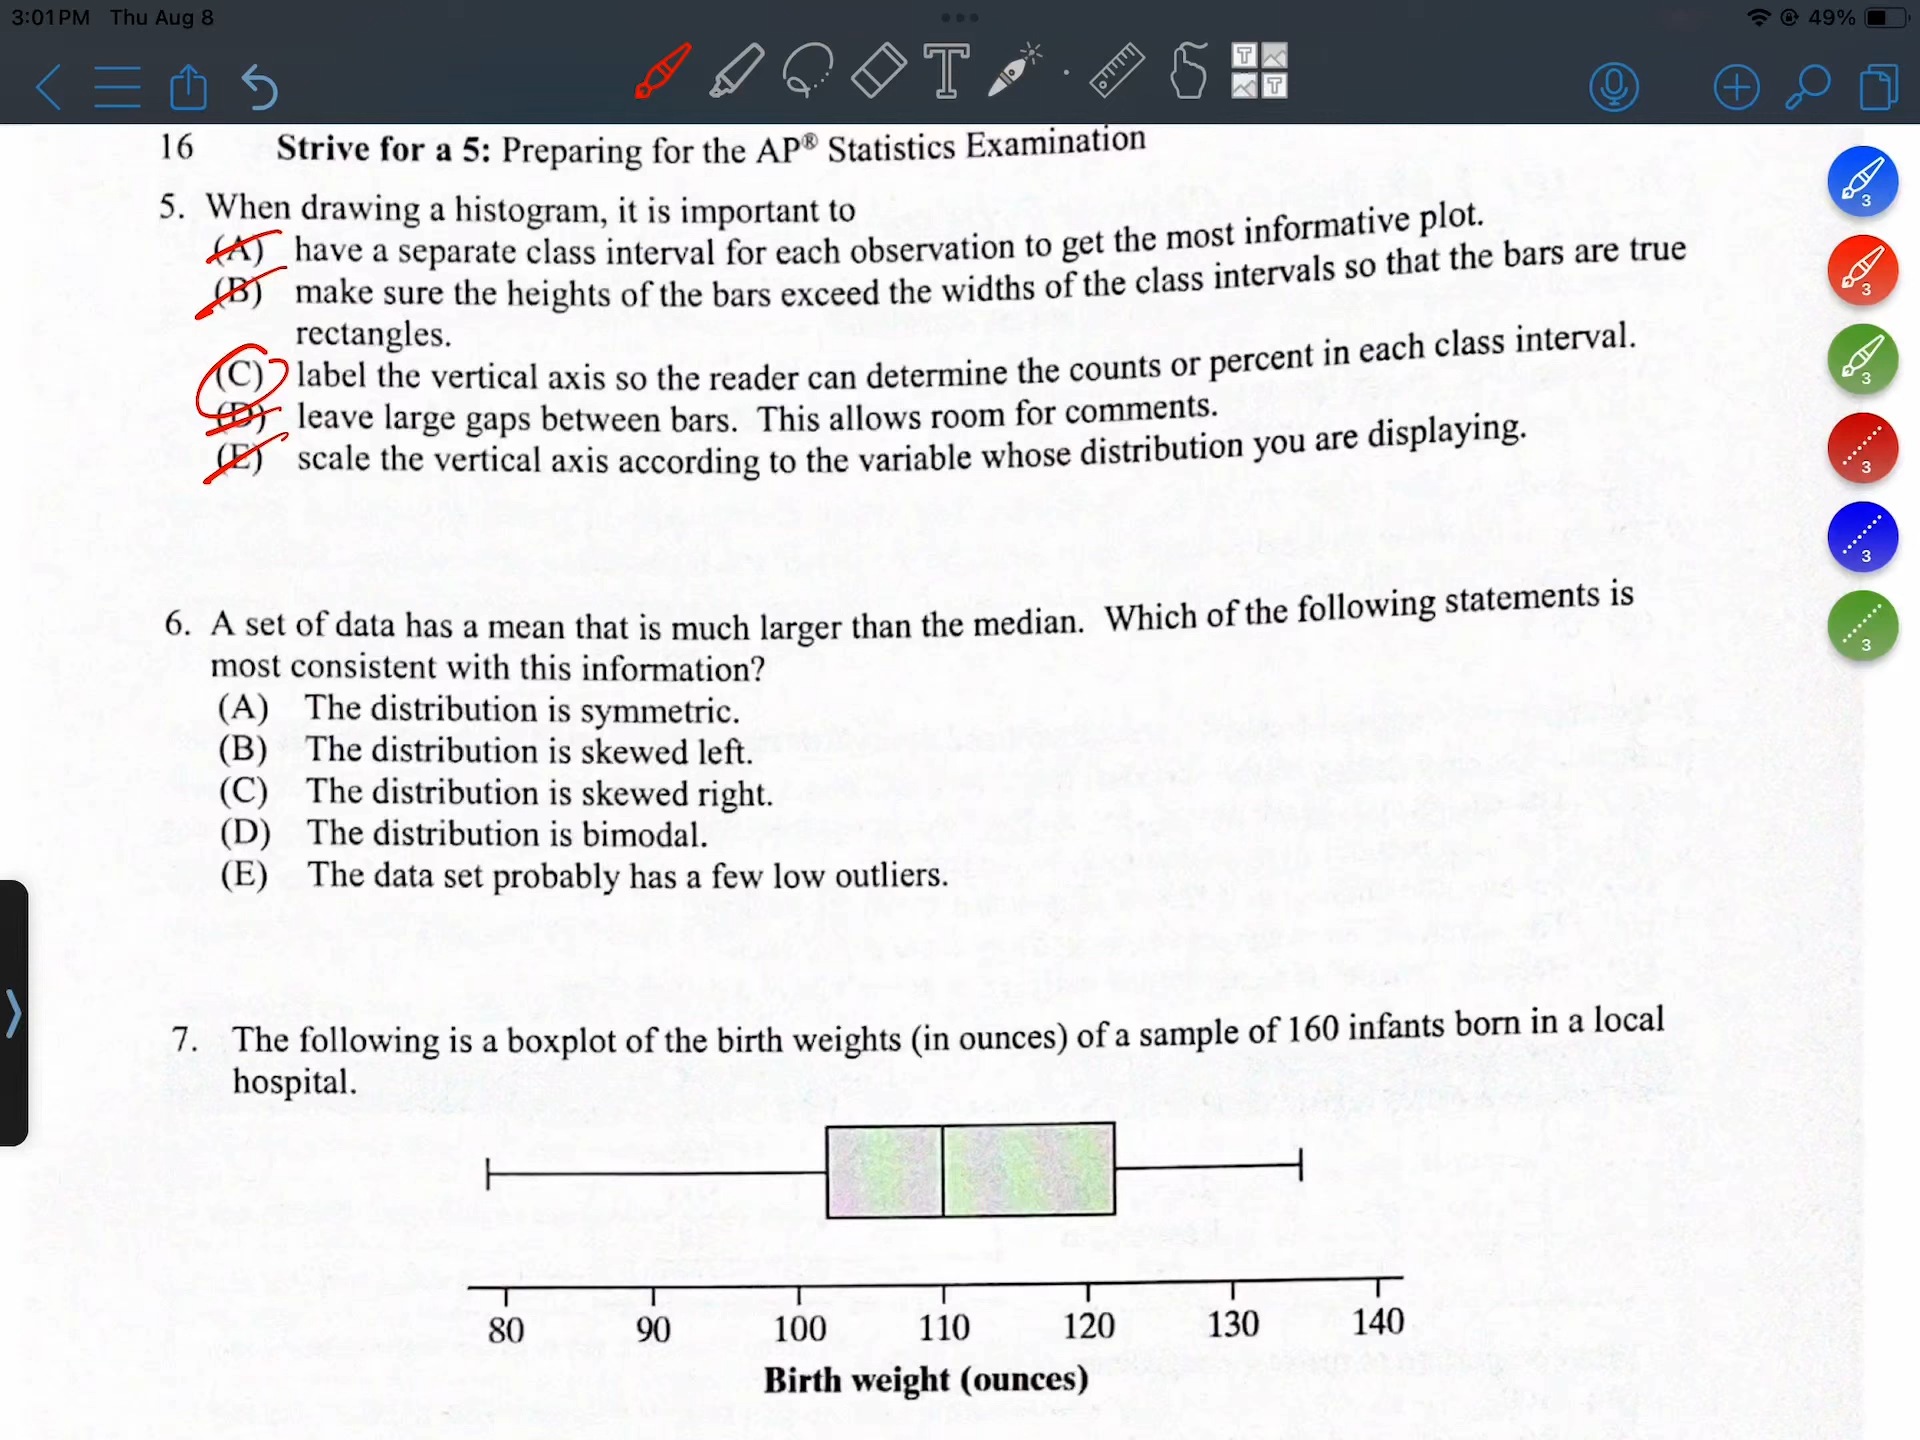 3:01 PM Thu Aug 8
49%
16 Strive for a 5: Preparing for the AP® Statistics Examination
5. When drawing a histogram, it is important to
(A) have a separate class interval for each observation to get the most informative plot.
(B) make sure the heights of the bars exceed the widths of the class intervals so that the bars are true
rectangles.
(C) label the vertical axis so the reader can determine the counts or percent in each class interval.
(D) leave large gaps between bars. This allows room for comments.
(E) scale the vertical axis according to the variable whose distribution you are displaying.
6. A set of data has a mean that is much larger than the median. Which of the following statements is
most consistent with this information?
(A) The distribution is symmetric.
(B) The distribution is skewed left.
(C) The distribution is skewed right.
(D) The distribution is bimodal.
(E) The data set probably has a few low outliers.
7. The following is a boxplot of the birth weights (in ounces) of a sample of 160 infants born in a local
hospital.
80 90 100 110 120 130 140
Birth weight (ounces)
3
3
3
3
3
3